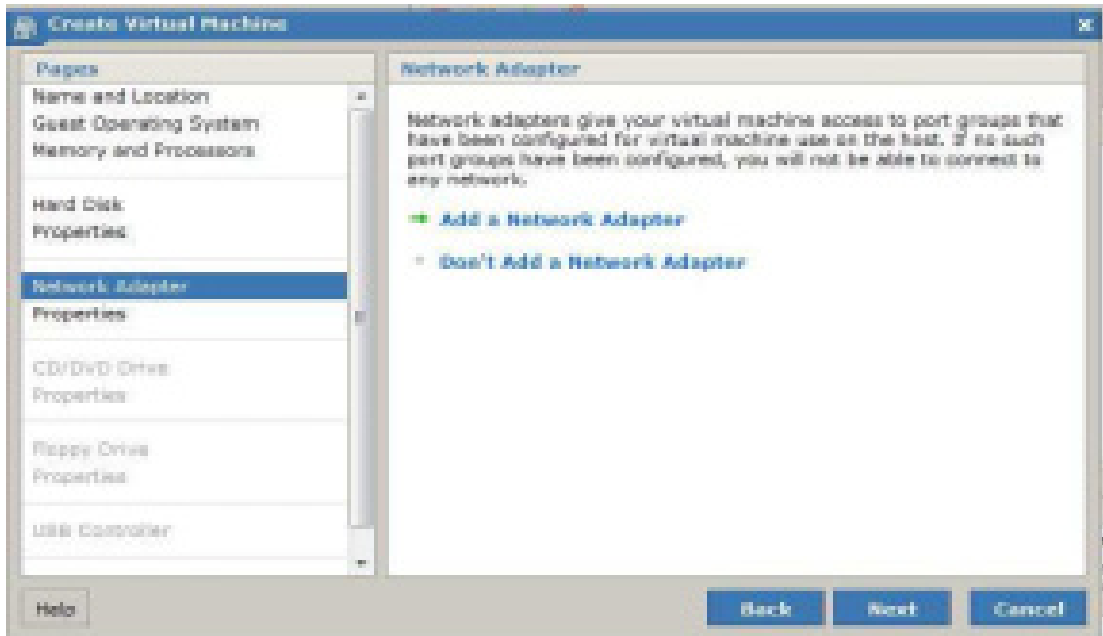 Create Virtual Machine
Pages
Name and Location
Guest Operating System
Memory and Processors
Hard Disk
Properties
Network Adapter
Properties
CD/DVD Drive
Properties
Floppy Drive
Properties
USB Controller
Network Adapter
Network adapters give your virtual machine access to port groups that
have been configured for virtual machine use on the host. If no such
port groups have been configured, you will not be able to connect to
any network.
Add a Network Adapter
Don't Add a Network Adapter
Help
Back
Next
Cancel